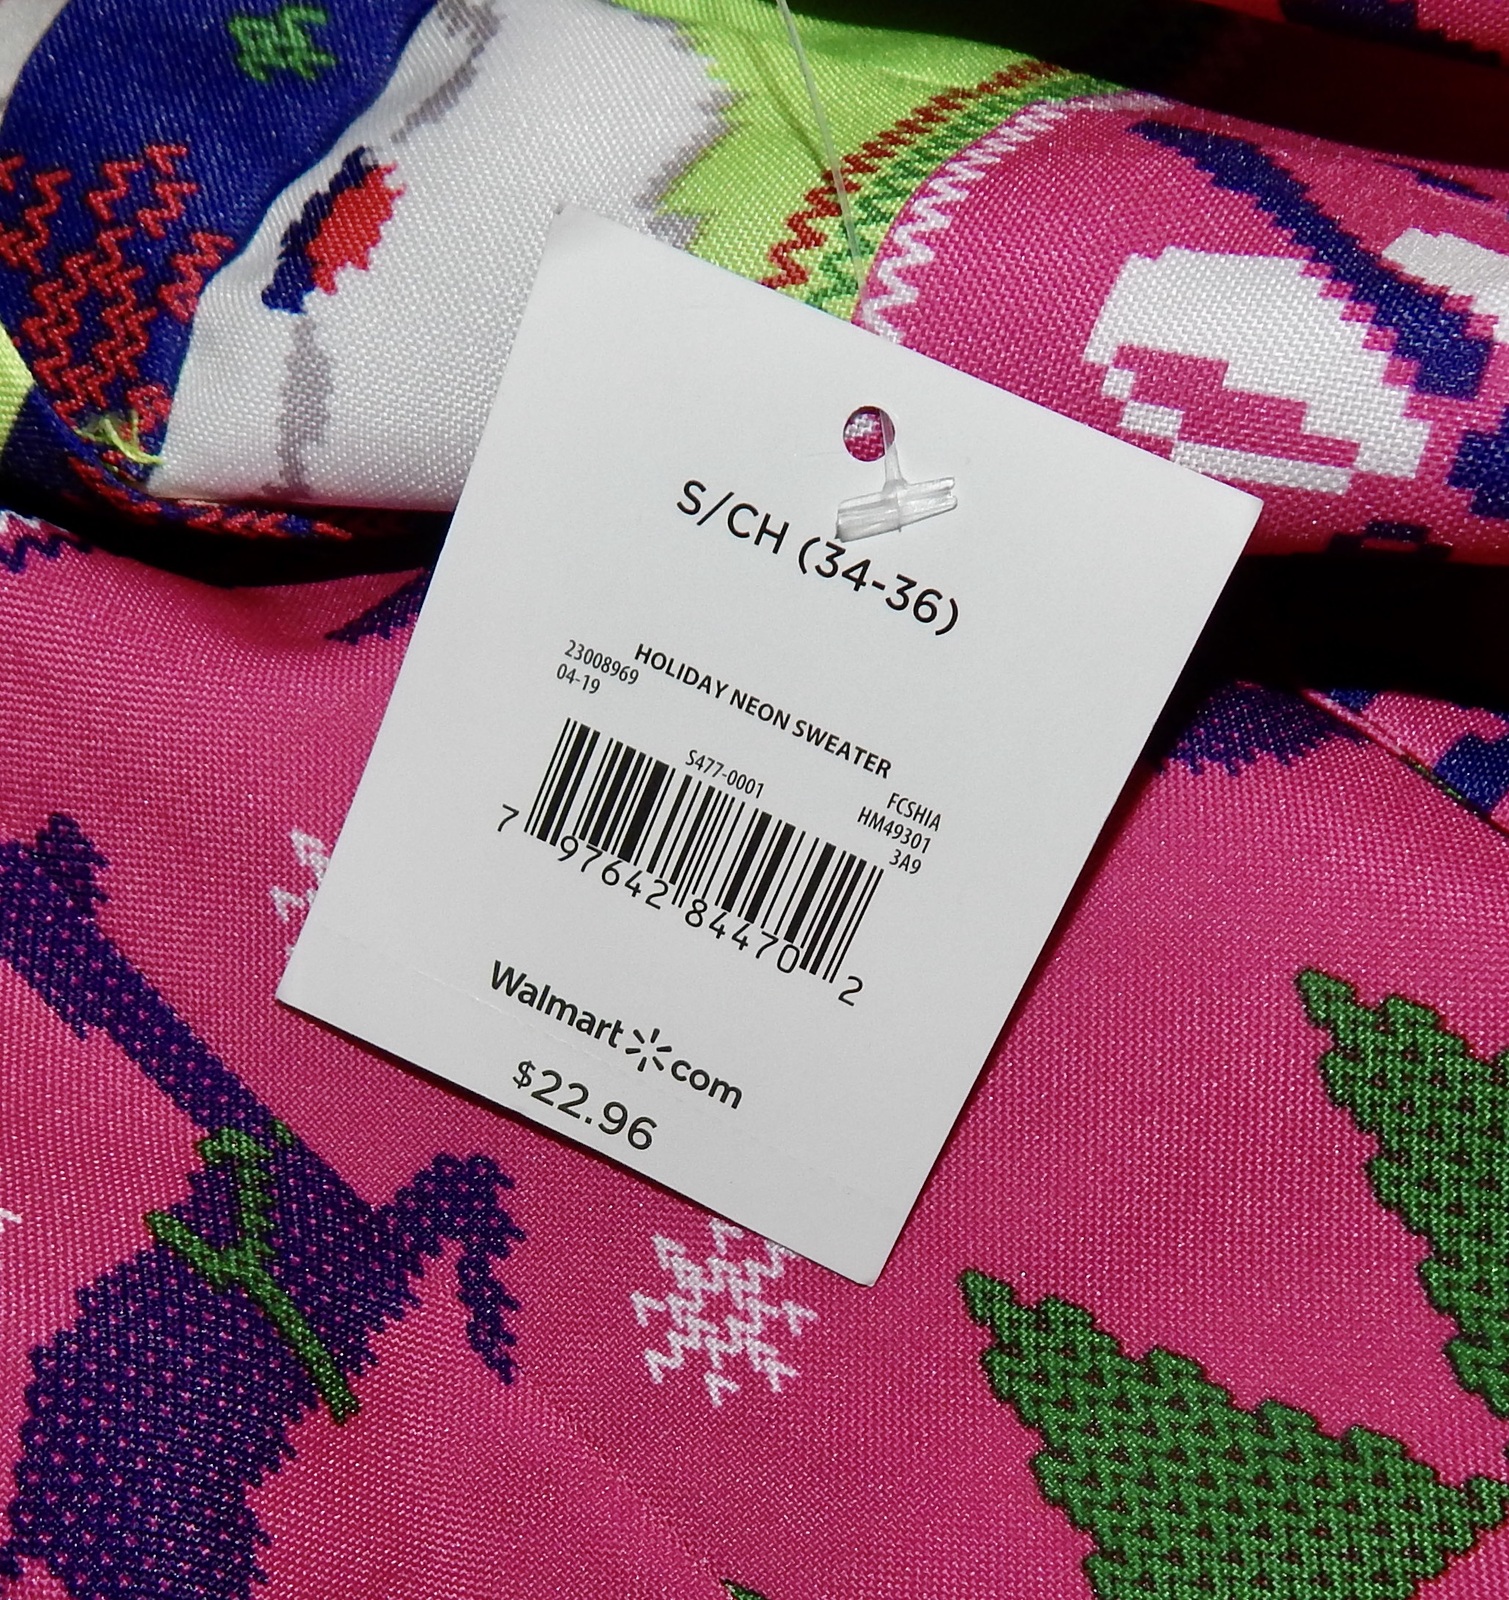 S/CH (34-36)
HOLIDAY NEON SWEATER
23008969
04-19
S477-0001
FCSHIA
HM49301
3A9
7 97642 84470 2
Walmart com
$22.96